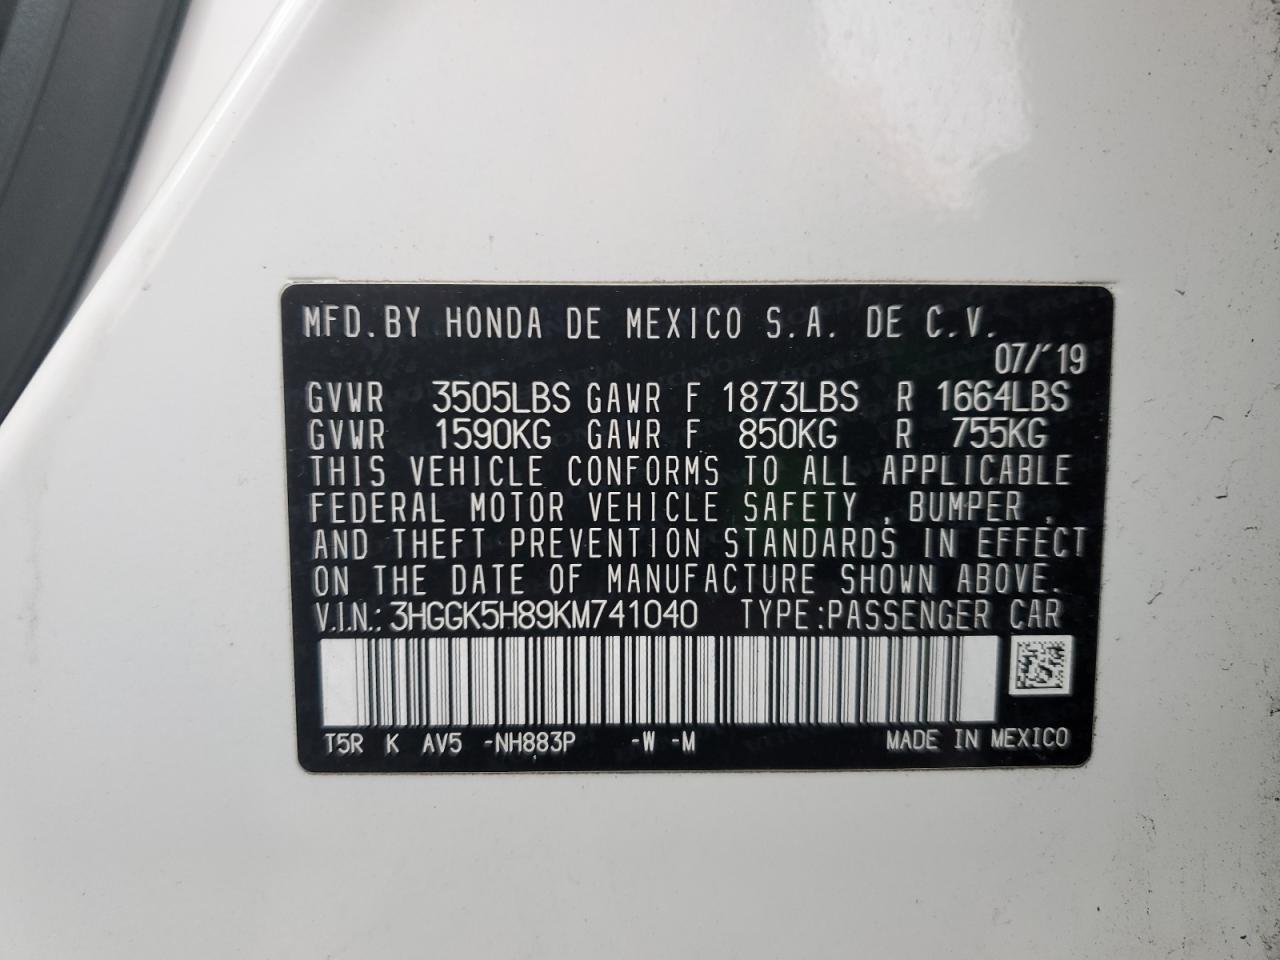 MFD.BY HONDA DE MEXICO S.A. DE C.V.
07/'19
GVWR 3505LBS GAWR F 1873LBS R 1664LBS
GVWR 1590KG GAWR F 850KG R 755KG
THIS VEHICLE CONFORMS TO ALL APPLICABLE
FEDERAL MOTOR VEHICLE SAFETY , BUMPER ,
AND THEFT PREVENTION STANDARDS IN EFFECT
ON THE DATE OF MANUFACTURE SHOWN ABOVE.
V.I.N.: 3HGGK5H89KM741040 TYPE:PASSENGER CAR
T5R K AV5 -NH883P -W -M MADE IN MEXICO